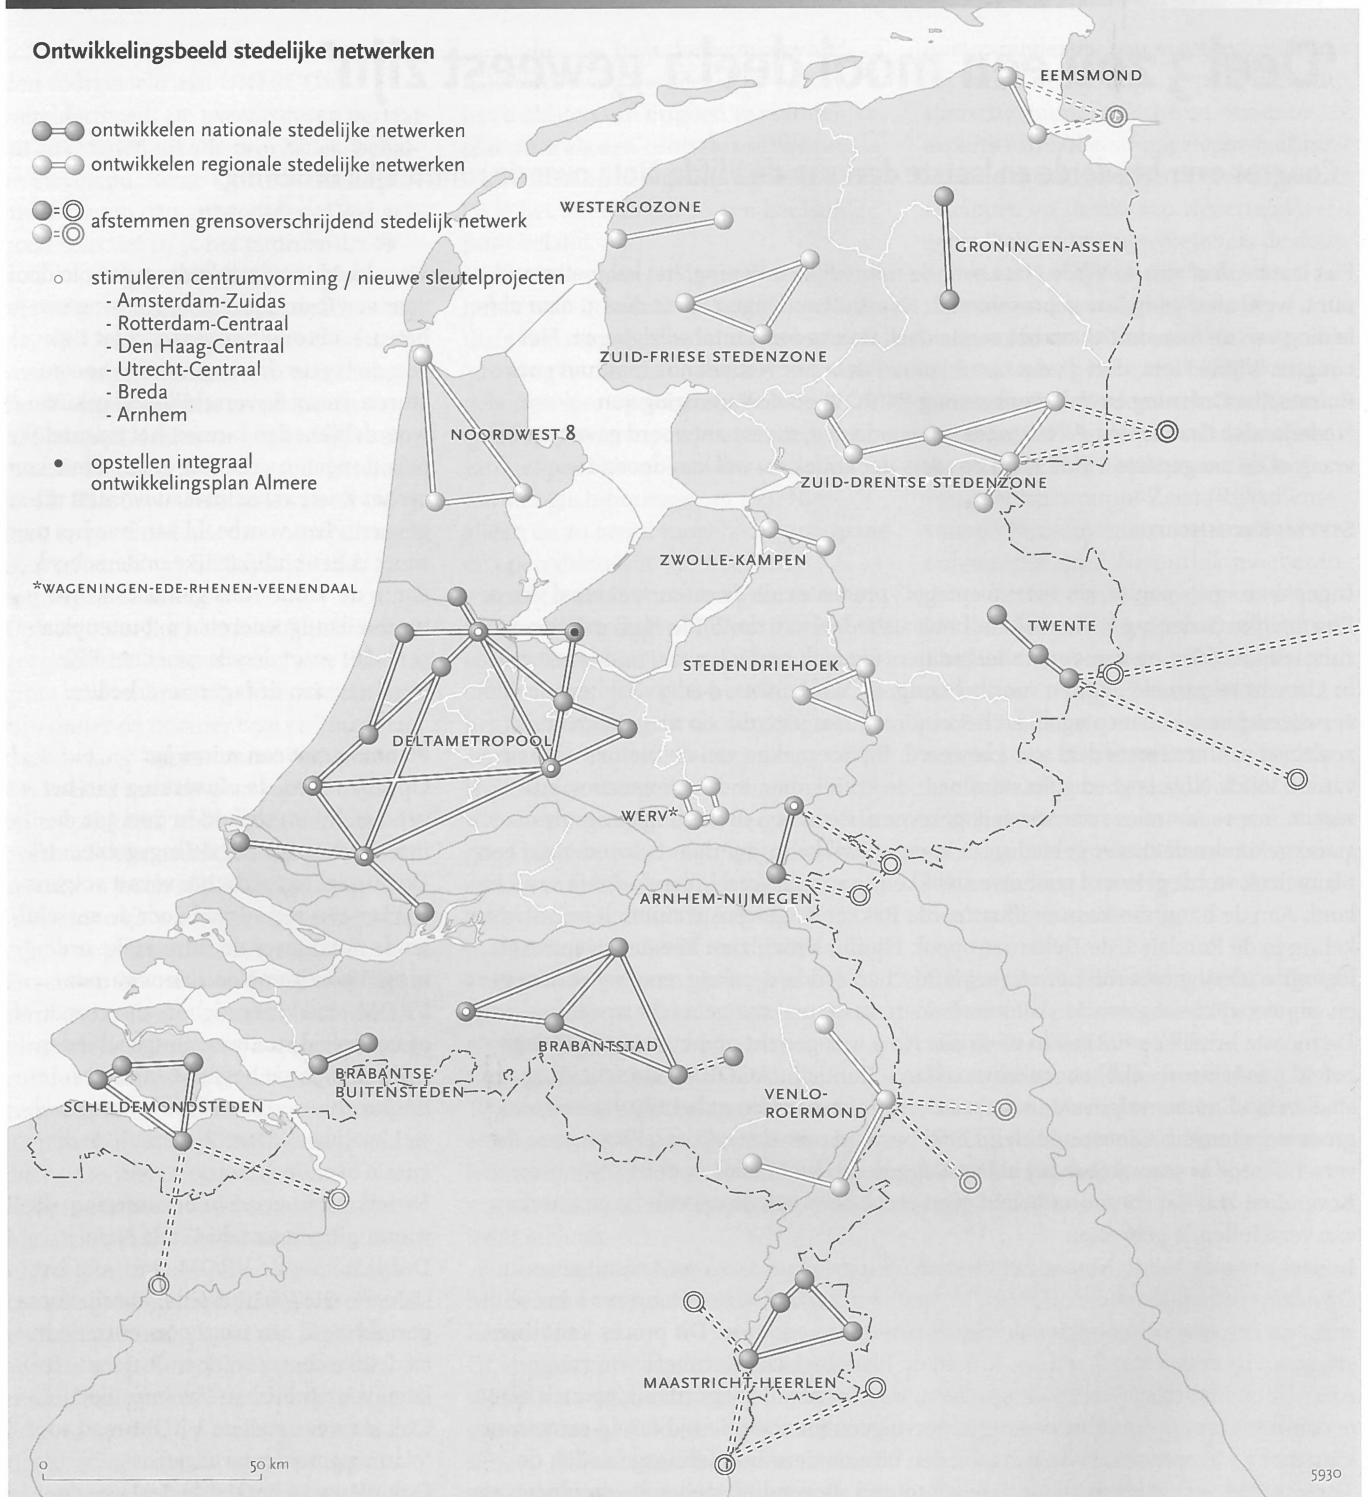 Ontwikkelingsbeeld stedelijke netwerken
ontwikkelen nationale stedelijke netwerken
ontwikkelen regionale stedelijke netwerken
afstemmen grensoverschrijdend stedelijk netwerk
stimuleren centrumvorming / nieuwe sleutelprojecten
- Amsterdam-Zuidas
- Rotterdam-Centraal
- Den Haag-Centraal
- Utrecht-Centraal
- Breda
- Arnhem
opstellen integraal
ontwikkelingsplan Almere
*WAGENINGEN-EDE-RHENEN-VEENENDAAL
EEMSMOND
WESTERGOZONE
GRONINGEN-ASSEN
ZUID-FRIESE STEDENZONE
NOORDWEST 8
ZUID-DRENTSE STEDENZONE
ZWOLLE-KAMPEN
TWENTE
STEDENDRIEHOEK
DELTAMETROPOOL
WERV*
ARNHEM-NIJMEGEN
BRABANTSTAD
BRABANTSE
BUITENSTEDEN
SCHELDEMONDSTEDEN
VENLO-
ROERMOND
MAASTRICHT-HEERLEN
0 50 km
5930